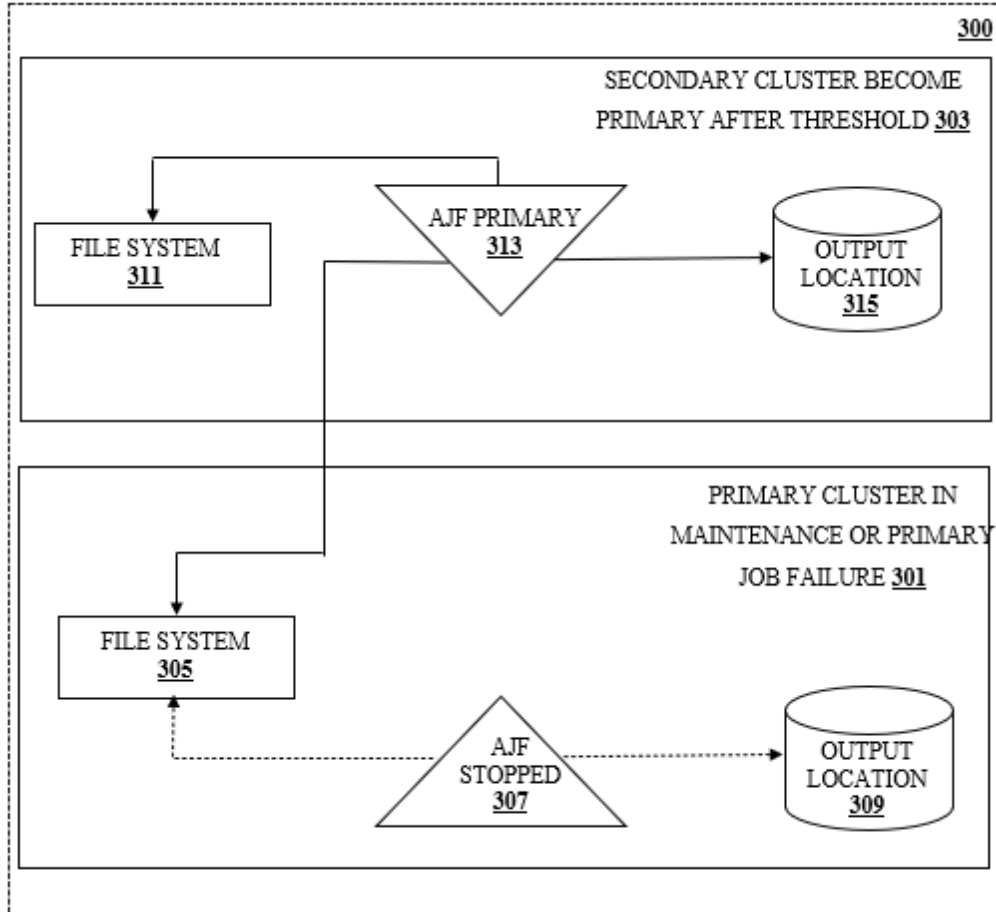 300
SECONDARY CLUSTER BECOME
PRIMARY AFTER THRESHOLD 303
AJF PRIMARY
313
FILE SYSTEM
311
OUTPUT
LOCATION
315
PRIMARY CLUSTER IN
MAINTENANCE OR PRIMARY
JOB FAILURE 301
FILE SYSTEM
305
AJF
STOPPED
307
OUTPUT
LOCATION
309